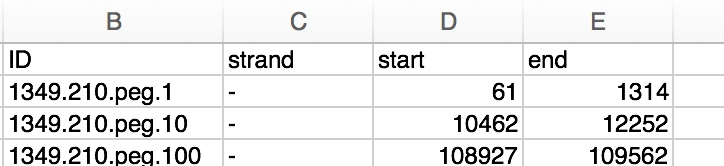 B C D E
ID strand start end
1349.210.peg.1 - 61 1314
1349.210.peg.10 - 10462 12252
1349.210.peg.100 - 108927 109562